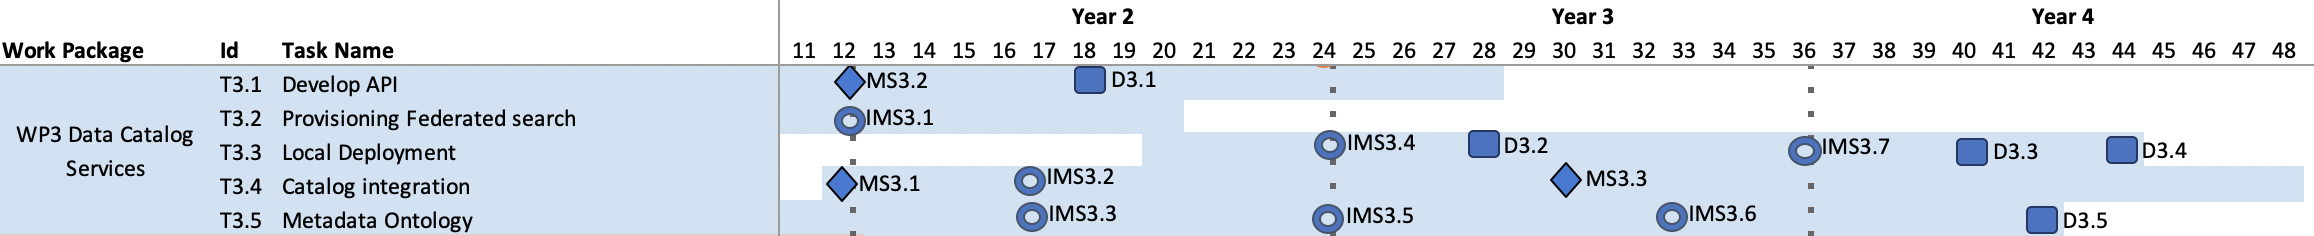 Year 2 Year 3 Year 4
Work Package Id Task Name 11 12 13 14 15 16 17 18 19 20 21 22 23 24 25 26 27 28 29 30 31 32 33 34 35 36 37 38 39 40 41 42 43 44 45 46 47 48
WP3 Data Catalog
Services
T3.1 Develop API MS3.2 D3.1
T3.2 Provisioning Federated search IMS3.1
T3.3 Local Deployment IMS3.4 D3.2 IMS3.7 D3.3 D3.4
T3.4 Catalog integration MS3.1 IMS3.2 MS3.3
T3.5 Metadata Ontology IMS3.3 IMS3.5 IMS3.6 D3.5